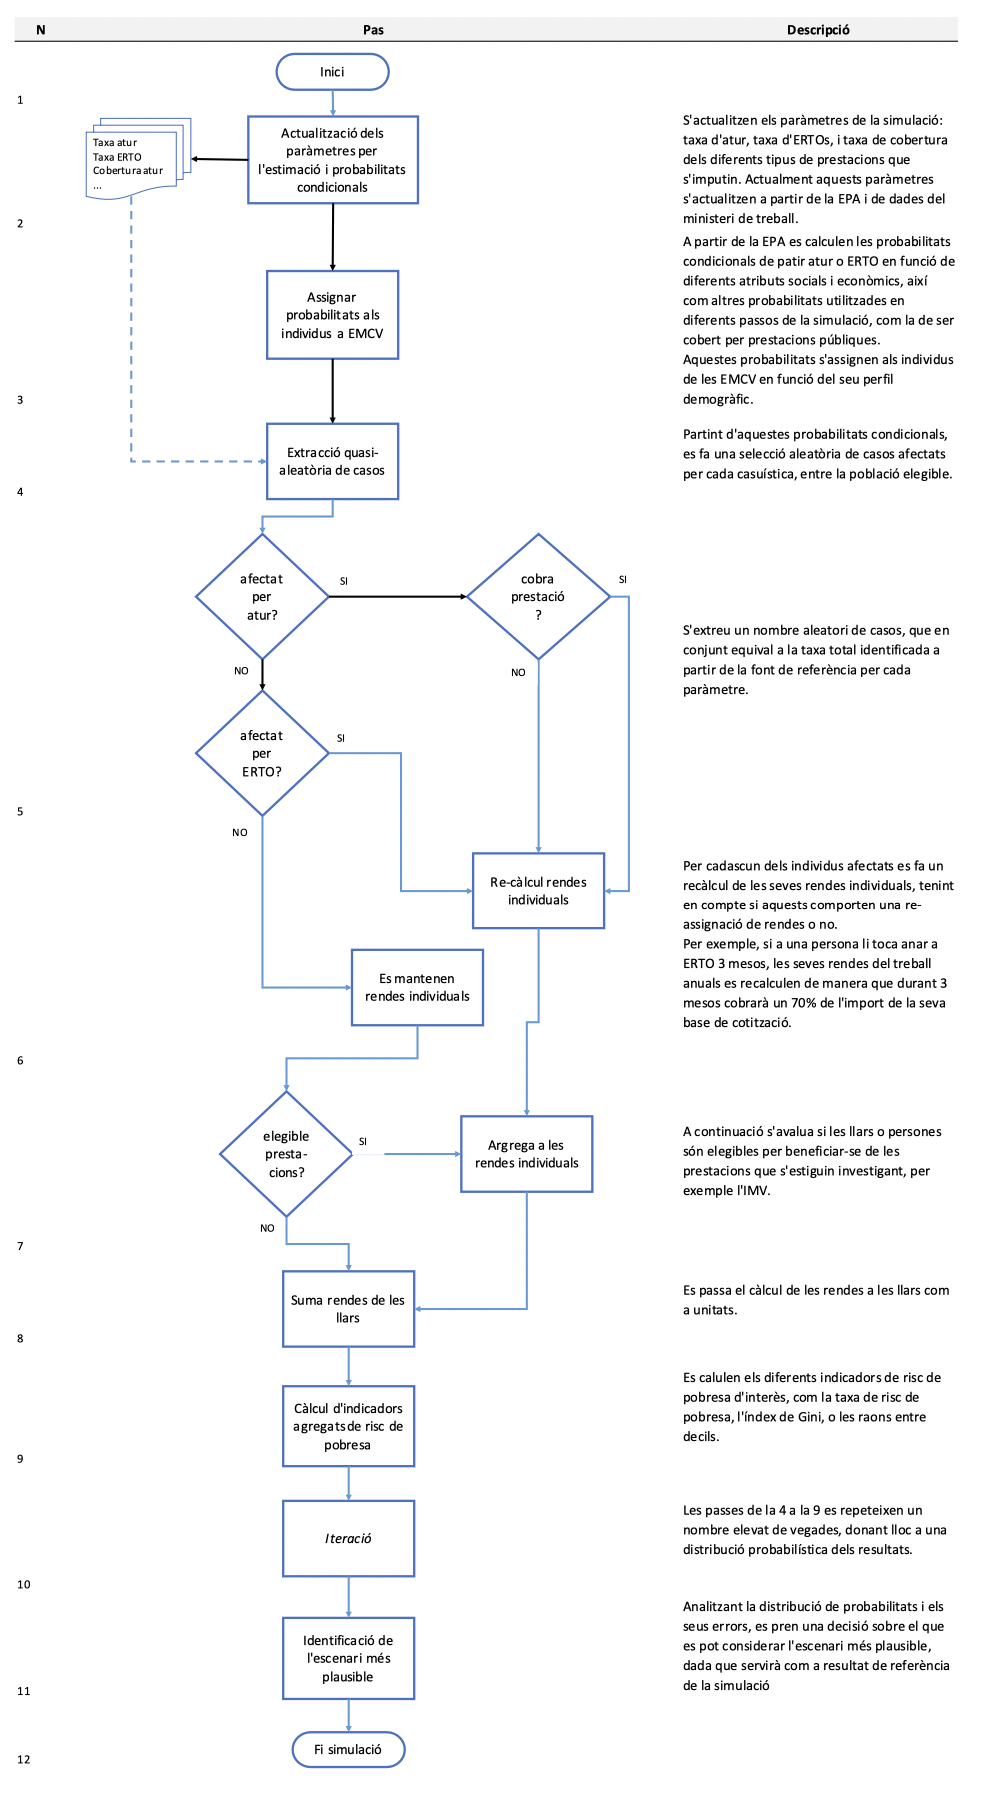 N Pas Descripció
Inici
1
Taxa atur
Taxa ERTO
Cobertura atur
...
Actualització dels
paràmetres per
l'estimació i probabilitats
condicionals
S'actualitzen els paràmetres de la simulació:
taxa d'atur, taxa d'ERTOs, i taxa de cobertura
dels diferents tipus de prestacions que
s'imputin. Actualment aquests paràmetres
s'actualitzen a partir de la EPA i de dades del
ministeri de treball.
2
Assignar
probabilitats als
individus a EMCV
A partir de la EPA es calculen les probabilitats
condicionals de patir atur o ERTO en funció de
diferents atributs socials i econòmics, així
com altres probabilitats utilitzades en
diferents passos de la simulació, com la de ser
cobert per prestacions públiques.
Aquestes probabilitats s'assignen als individus
de les EMCV en funció del seu perfil
demogràfic.
3
Extracció quasi-
aleatòria de casos
Partint d'aquestes probabilitats condicionals,
es fa una selecció aleatòria de casos afectats
per cada casuística, entre la població elegible.
4
afectat
per
atur?
SI
cobra
prestació
?
SI
NO
NO
S'extreu un nombre aleatori de casos, que en
conjunt equival a la taxa total identificada a
partir de la font de referència per cada
paràmetre.
afectat
per
ERTO?
SI
5
NO
Re-càlcul rendes
individuals
Per cadascun dels individus afectats es fa un
recàlcul de les seves rendes individuals, tenint
en compte si aquests comporten una re-
assignació de rendes o no.
Per exemple, si a una persona li toca anar a
ERTO 3 mesos, les seves rendes del treball
anuals es recalculen de manera que durant 3
mesos cobrarà un 70% de l'import de la seva
base de cotització.
Es mantenen
rendes individuals
6
elegible
presta-
cions?
SI
NO
Argrega a les
rendes individuals
A continuació s'avalua si les llars o persones
són elegibles per beneficiar-se de les
prestacions que s'estiguin investigant, per
exemple l'IMV.
7
Suma rendes de les
llars
Es passa el càlcul de les rendes a les llars com
a unitats.
8
Càlcul d'indicadors
agregats de risc de
pobresa
Es calulen els diferents indicadors de risc de
pobresa d'interès, com la taxa de risc de
pobresa, l'índex de Gini, o les raons entre
decils.
9
Iteració
Les passes de la 4 a la 9 es repeteixen un
nombre elevat de vegades, donant lloc a una
distribució probabilística dels resultats.
10
Identificació de
l'escenari més
plausible
Analitzant la distribució de probabilitats i els
seus errors, es pren una decisió sobre el que
es pot considerar l'escenari més plausible,
dada que servirà com a resultat de referència
de la simulació
11
Fi simulació
12